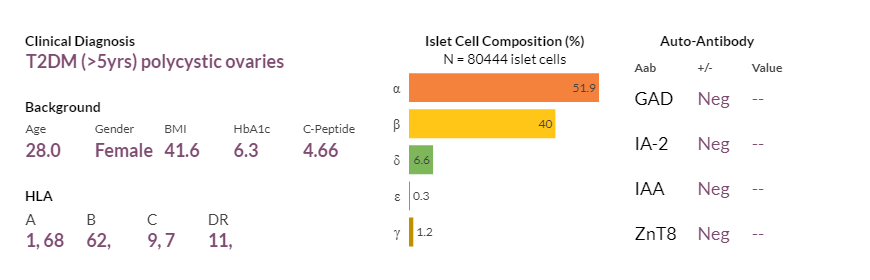 Clinical Diagnosis
T2DM (>5yrs) polycystic ovaries
Background
Age Gender BMI HbA1c C-Peptide
28.0 Female 41.6 6.3 4.66
HLA
A B C DR
1, 68 62, 9, 7 11,
Islet Cell Composition (%)
N = 80444 islet cells
α 51.9
β 40
δ 6.6
ε 0.3
γ 1.2
Auto-Antibody
Aab +/- Value
GAD Neg --
IA-2 Neg --
IAA Neg --
ZnT8 Neg --